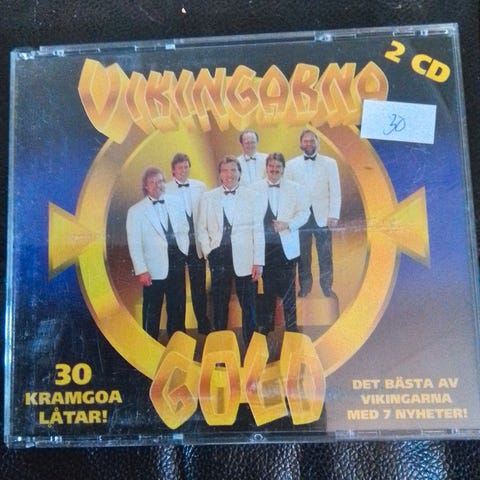 VIKINGARNA
2 CD
30
GOLD
30
KRAMGOA
LÅTAR!
DET BÄSTA AV
VIKINGARNA
MED 7 NYHETER!